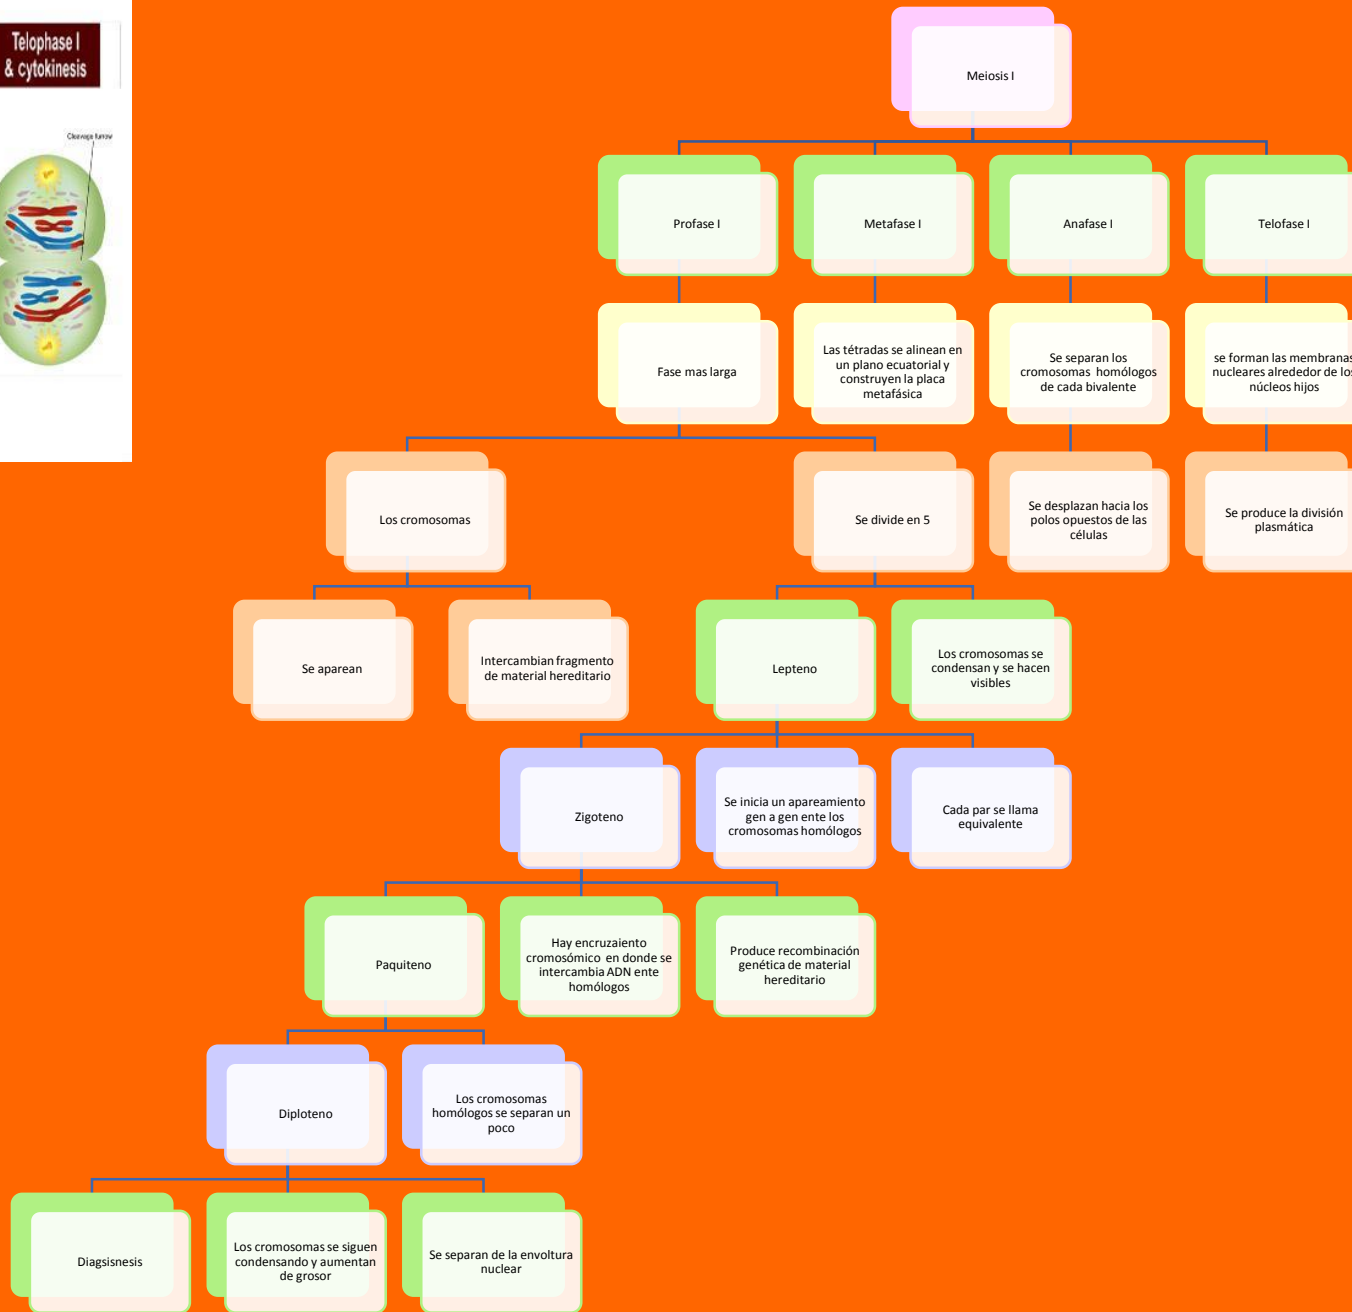 Telophase I
& cytokinesis
Cleavage furrow
Meiosis I
Profase I
Metafase I
Anafase I
Telofase I
Fase mas larga
Las tétradas se alinean en
un plano ecuatorial y
construyen la placa
metafásica
Se separan los
cromosomas homólogos
de cada bivalente
se forman las membranas
nucleares alrededor de los
núcleos hijos
Los cromosomas
Se divide en 5
Se desplazan hacia los
polos opuestos de las
células
Se produce la división
plasmática
Se aparean
Intercambian fragmento
de material hereditario
Lepteno
Los cromosomas se
condensan y se hacen
visibles
Zigoteno
Se inicia un apareamiento
gen a gen ente los
cromosomas homólogos
Cada par se llama
equivalente
Paquiteno
Hay encruzaiento
cromosómico en donde se
intercambia ADN ente
homólogos
Produce recombinación
genética de material
hereditario
Diploteno
Los cromosomas
homólogos se separan un
poco
Diagsisnesis
Los cromosomas se siguen
condensando y aumentan
de grosor
Se separan de la envoltura
nuclear